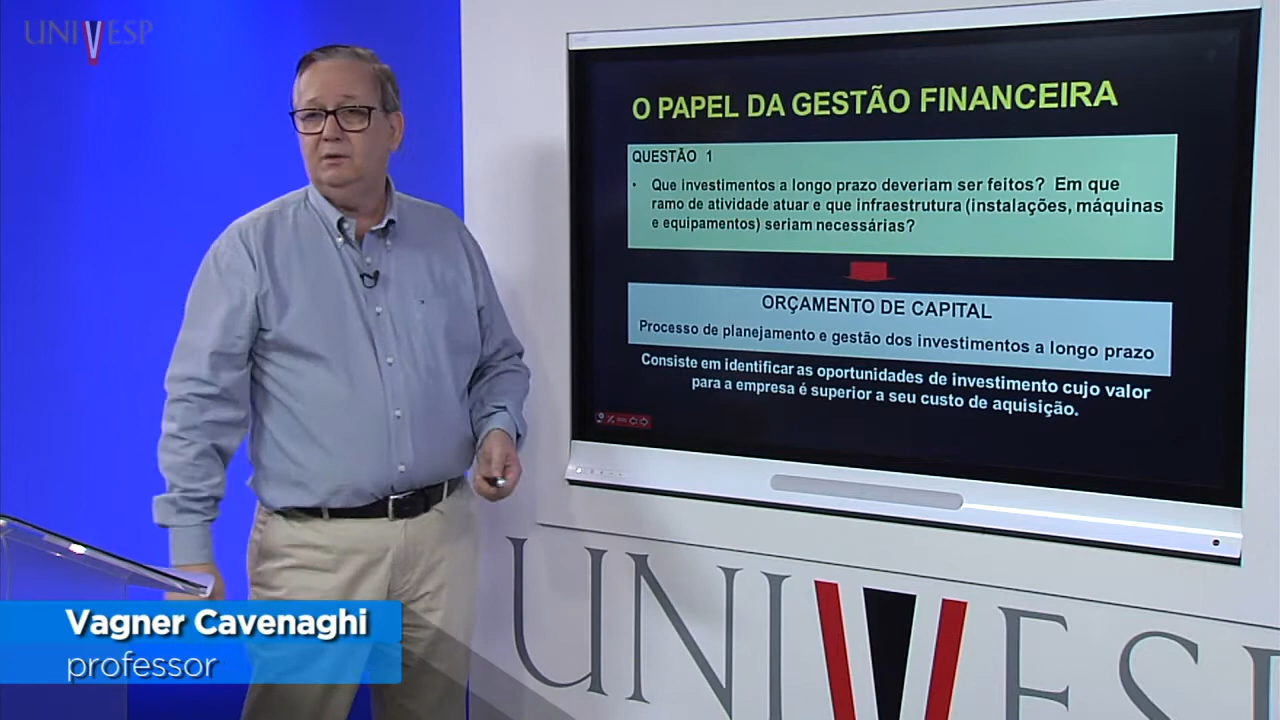 UNIVESP
O PAPEL DA GESTÃO FINANCEIRA
QUESTÃO 1
• Que investimentos a longo prazo deveriam ser feitos? Em que
ramo de atividade atuar e que infraestrutura (instalações, máquinas
e equipamentos) seriam necessárias?
ORÇAMENTO DE CAPITAL
Processo de planejamento e gestão dos investimentos a longo prazo
Consiste em identificar as oportunidades de investimento cujo valor
para a empresa é superior a seu custo de aquisição.
UNIVESP
Vagner Cavenaghi
professor